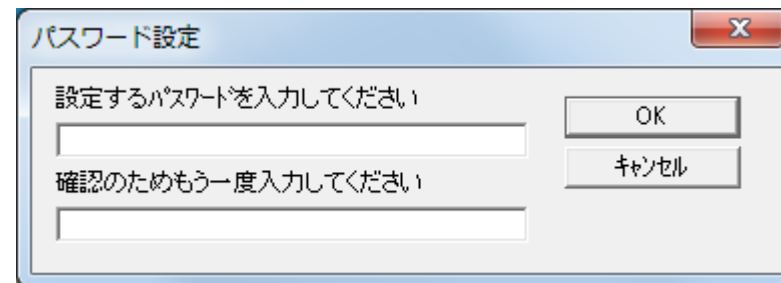 パスワード設定
設定するﾊﾟｽﾜｰﾄﾞを入力してください
OK
確認のためもう一度入力してください
ｷｬﾝｾﾙ